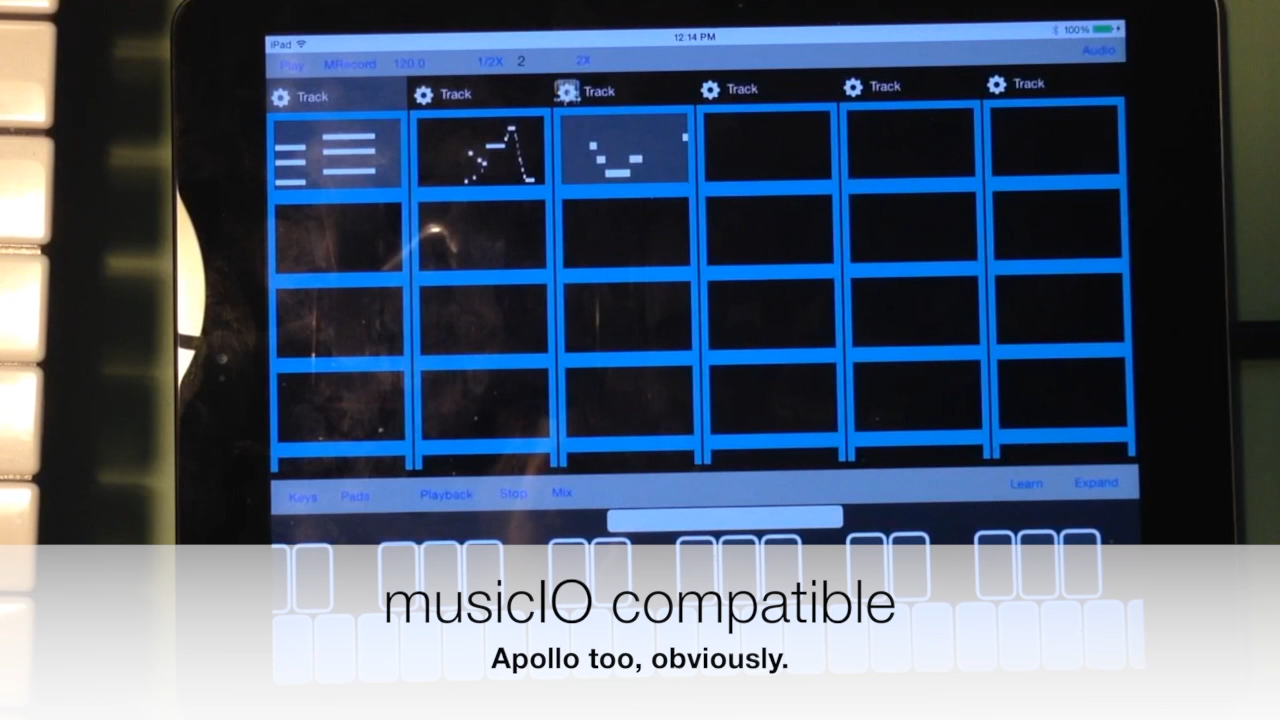 iPad 12:14 PM 100%
Play MRecord 120.0 1/2X 2 2X Audio
Track Track Track Track Track Track
Keys Pads Playback Stop Mix Learn Expand
musicIO compatible
Apollo too, obviously.